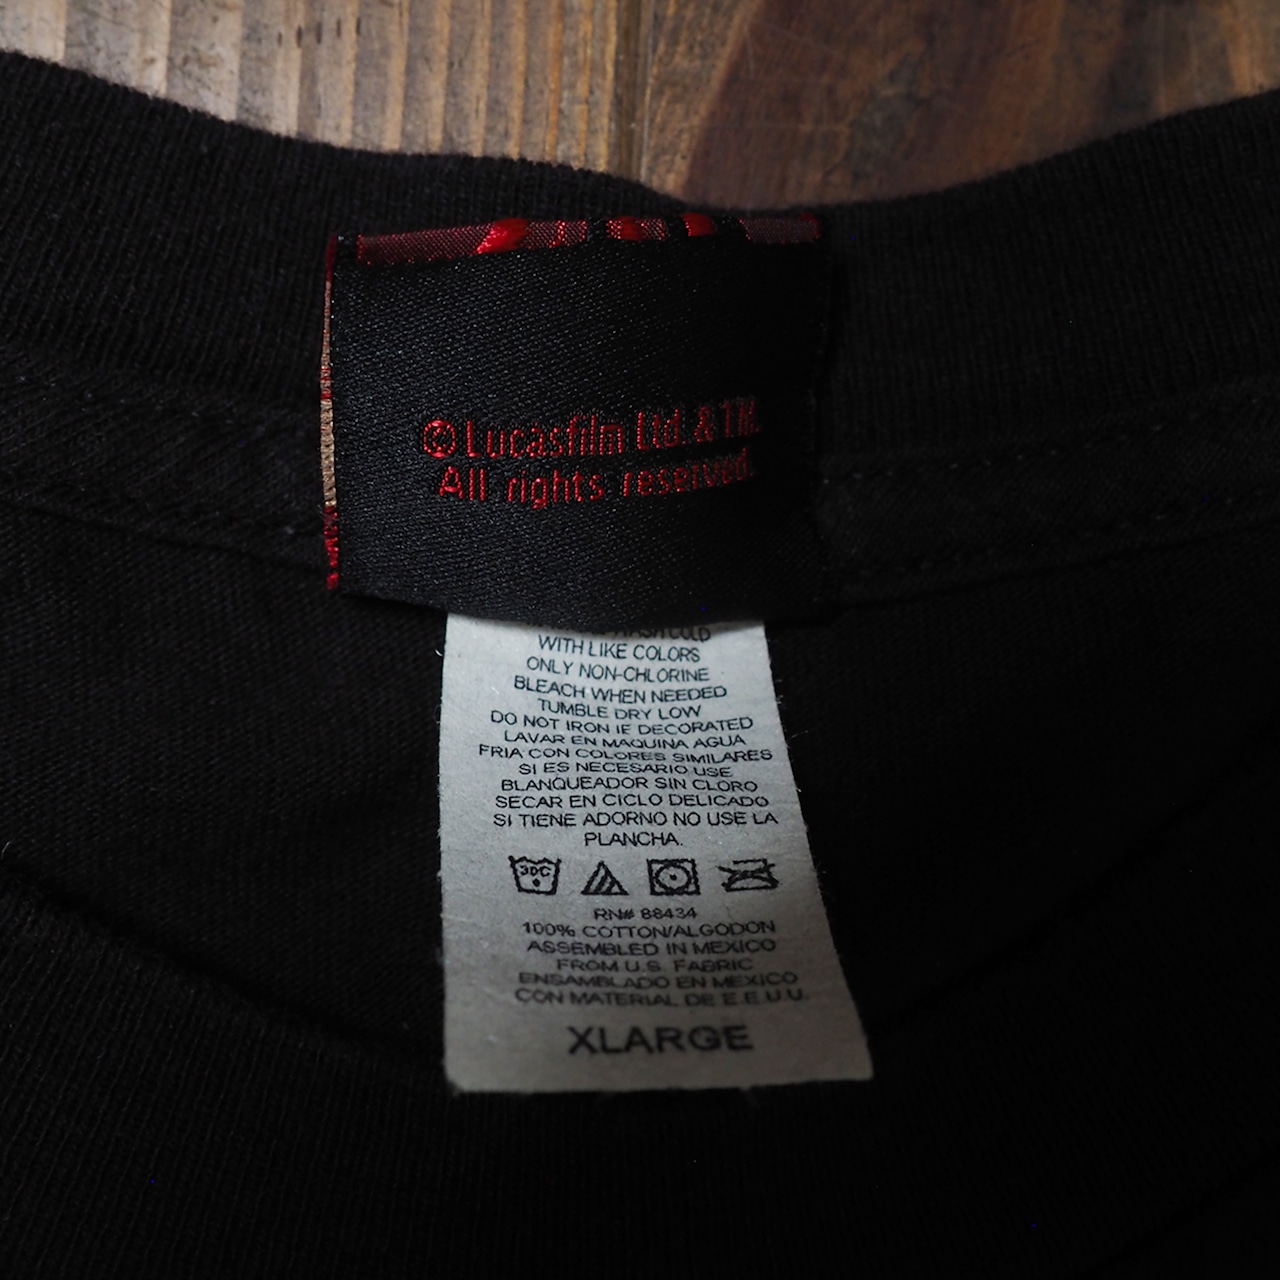 ©Lucasfilm Ltd. & TM.
All rights reserved.
WASH COLD
WITH LIKE COLORS
ONLY NON-CHLORINE
BLEACH WHEN NEEDED
TUMBLE DRY LOW
DO NOT IRON IF DECORATED
LAVAR EN MAQUINA AGUA
FRIA CON COLORES SIMILARES
SI ES NECESARIO USE
BLANQUEADOR SIN CLORO
SECAR EN CICLO DELICADO
SI TIENE ADORNO NO USE LA
PLANCHA.
30C
RN# 88434
100% COTTON/ALGODON
ASSEMBLED IN MEXICO
FROM U.S. FABRIC
ENSAMBLADO EN MEXICO
CON MATERIAL DE E.E.U.U.
XLARGE